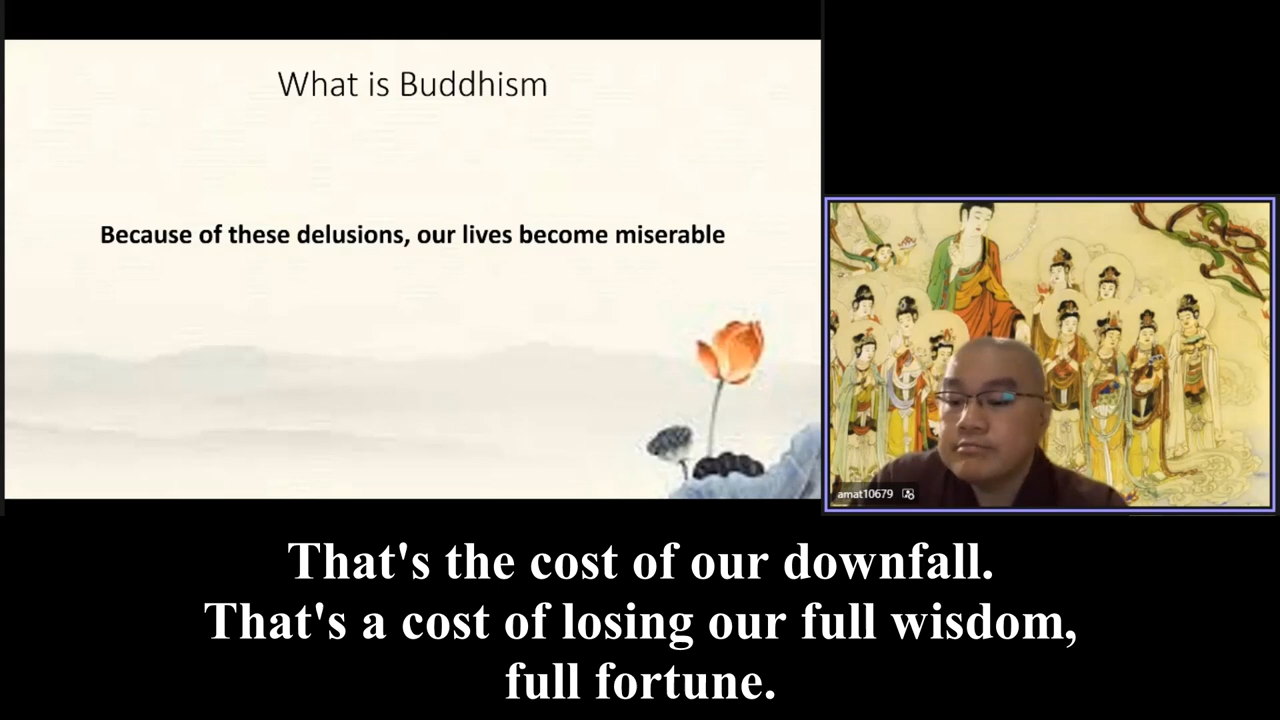 What is Buddhism
Because of these delusions, our lives become miserable
amat10679
That's the cost of our downfall.
That's a cost of losing our full wisdom,
full fortune.